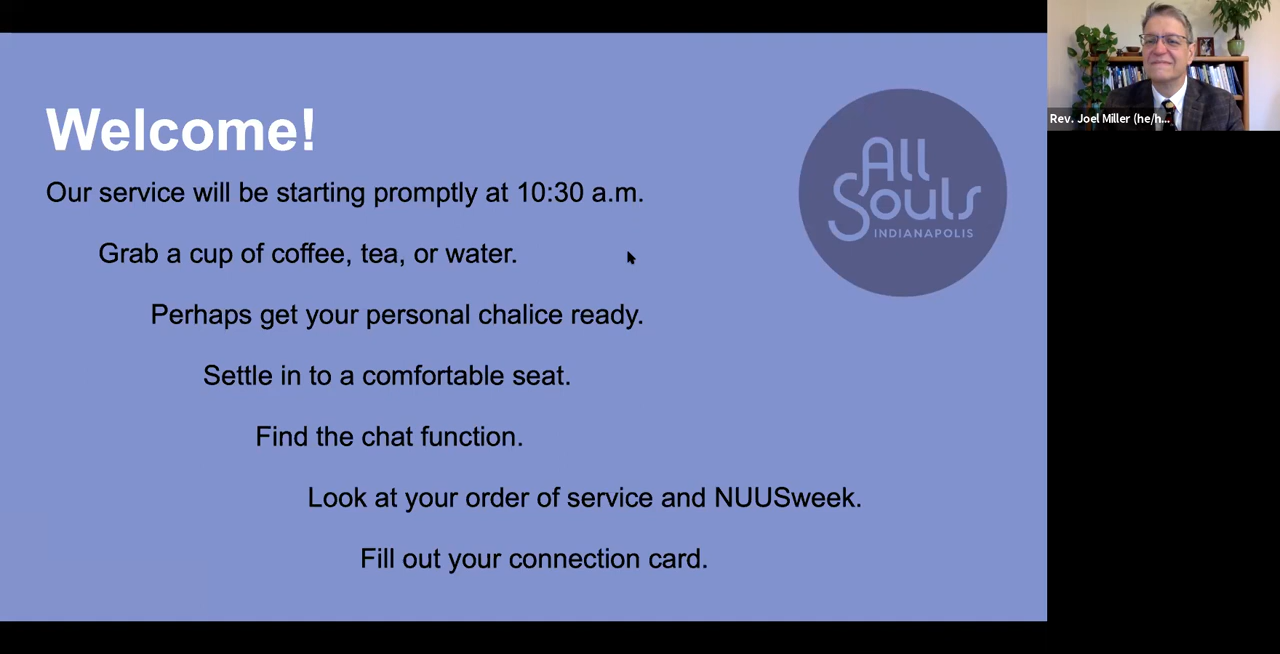 Welcome!
Our service will be starting promptly at 10:30 a.m.
Grab a cup of coffee, tea, or water.
Perhaps get your personal chalice ready.
Settle in to a comfortable seat.
Find the chat function.
Look at your order of service and NUUSweek.
Fill out your connection card.
All
Souls
INDIANAPOLIS
Rev. Joel Miller (he/h...